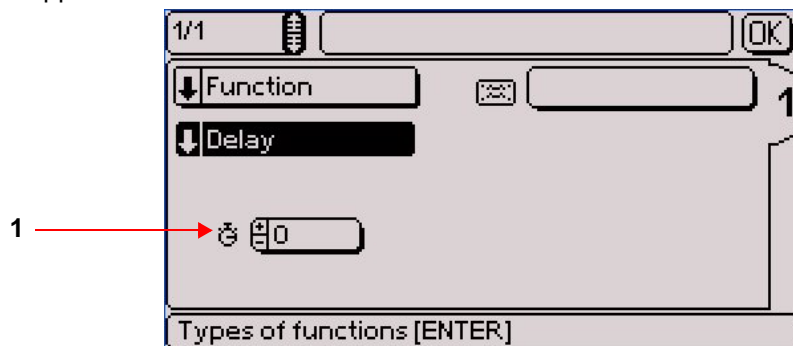 1/1 OK
Function
1
Delay
1
0
Types of functions [ENTER]